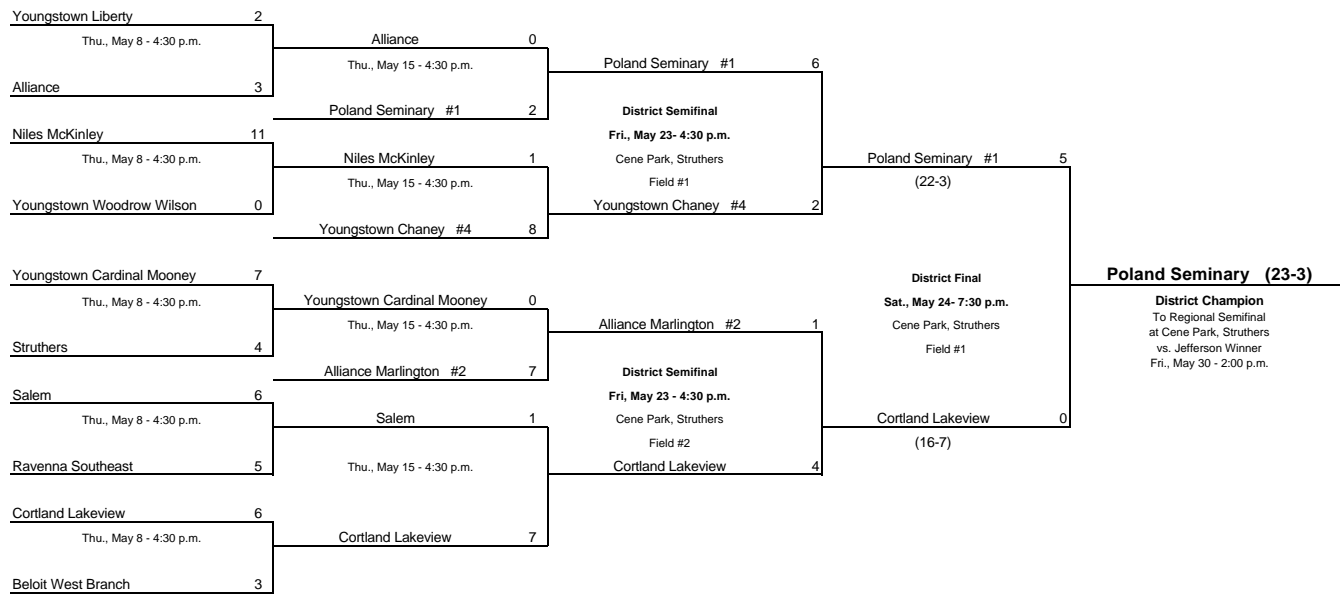 Youngstown Liberty 2
Thu., May 8 - 4:30 p.m.
Alliance 3
Niles McKinley 11
Thu., May 8 - 4:30 p.m.
Youngstown Woodrow Wilson 0
Youngstown Cardinal Mooney 7
Thu., May 8 - 4:30 p.m.
Struthers 4
Salem 6
Thu., May 8 - 4:30 p.m.
Ravenna Southeast 5
Cortland Lakeview 6
Thu., May 8 - 4:30 p.m.
Beloit West Branch 3
Alliance 0
Thu., May 15 - 4:30 p.m.
Poland Seminary #1 2
Niles McKinley 1
Thu., May 15 - 4:30 p.m.
Youngstown Chaney #4 8
Youngstown Cardinal Mooney 0
Thu., May 15 - 4:30 p.m.
Alliance Marlington #2 7
Salem 1
Thu., May 15 - 4:30 p.m.
Cortland Lakeview 7
Poland Seminary #1 6
District Semifinal
Fri., May 23- 4:30 p.m.
Cene Park, Struthers
Field #1
Youngstown Chaney #4 2
Alliance Marlington #2 1
District Semifinal
Fri, May 23 - 4:30 p.m.
Cene Park, Struthers
Field #2
Cortland Lakeview 4
Poland Seminary #1 5
(22-3)
District Final
Sat., May 24- 7:30 p.m.
Cene Park, Struthers
Field #1
Cortland Lakeview 0
(16-7)
Poland Seminary (23-3)
District Champion
To Regional Semifinal
at Cene Park, Struthers
vs. Jefferson Winner
Fri., May 30 - 2:00 p.m.